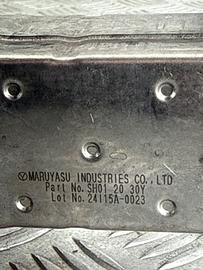 MARUYASU INDUSTRIES CO., LTD
Part No. SH01 20 30Y
Lot No. 24115A-0023